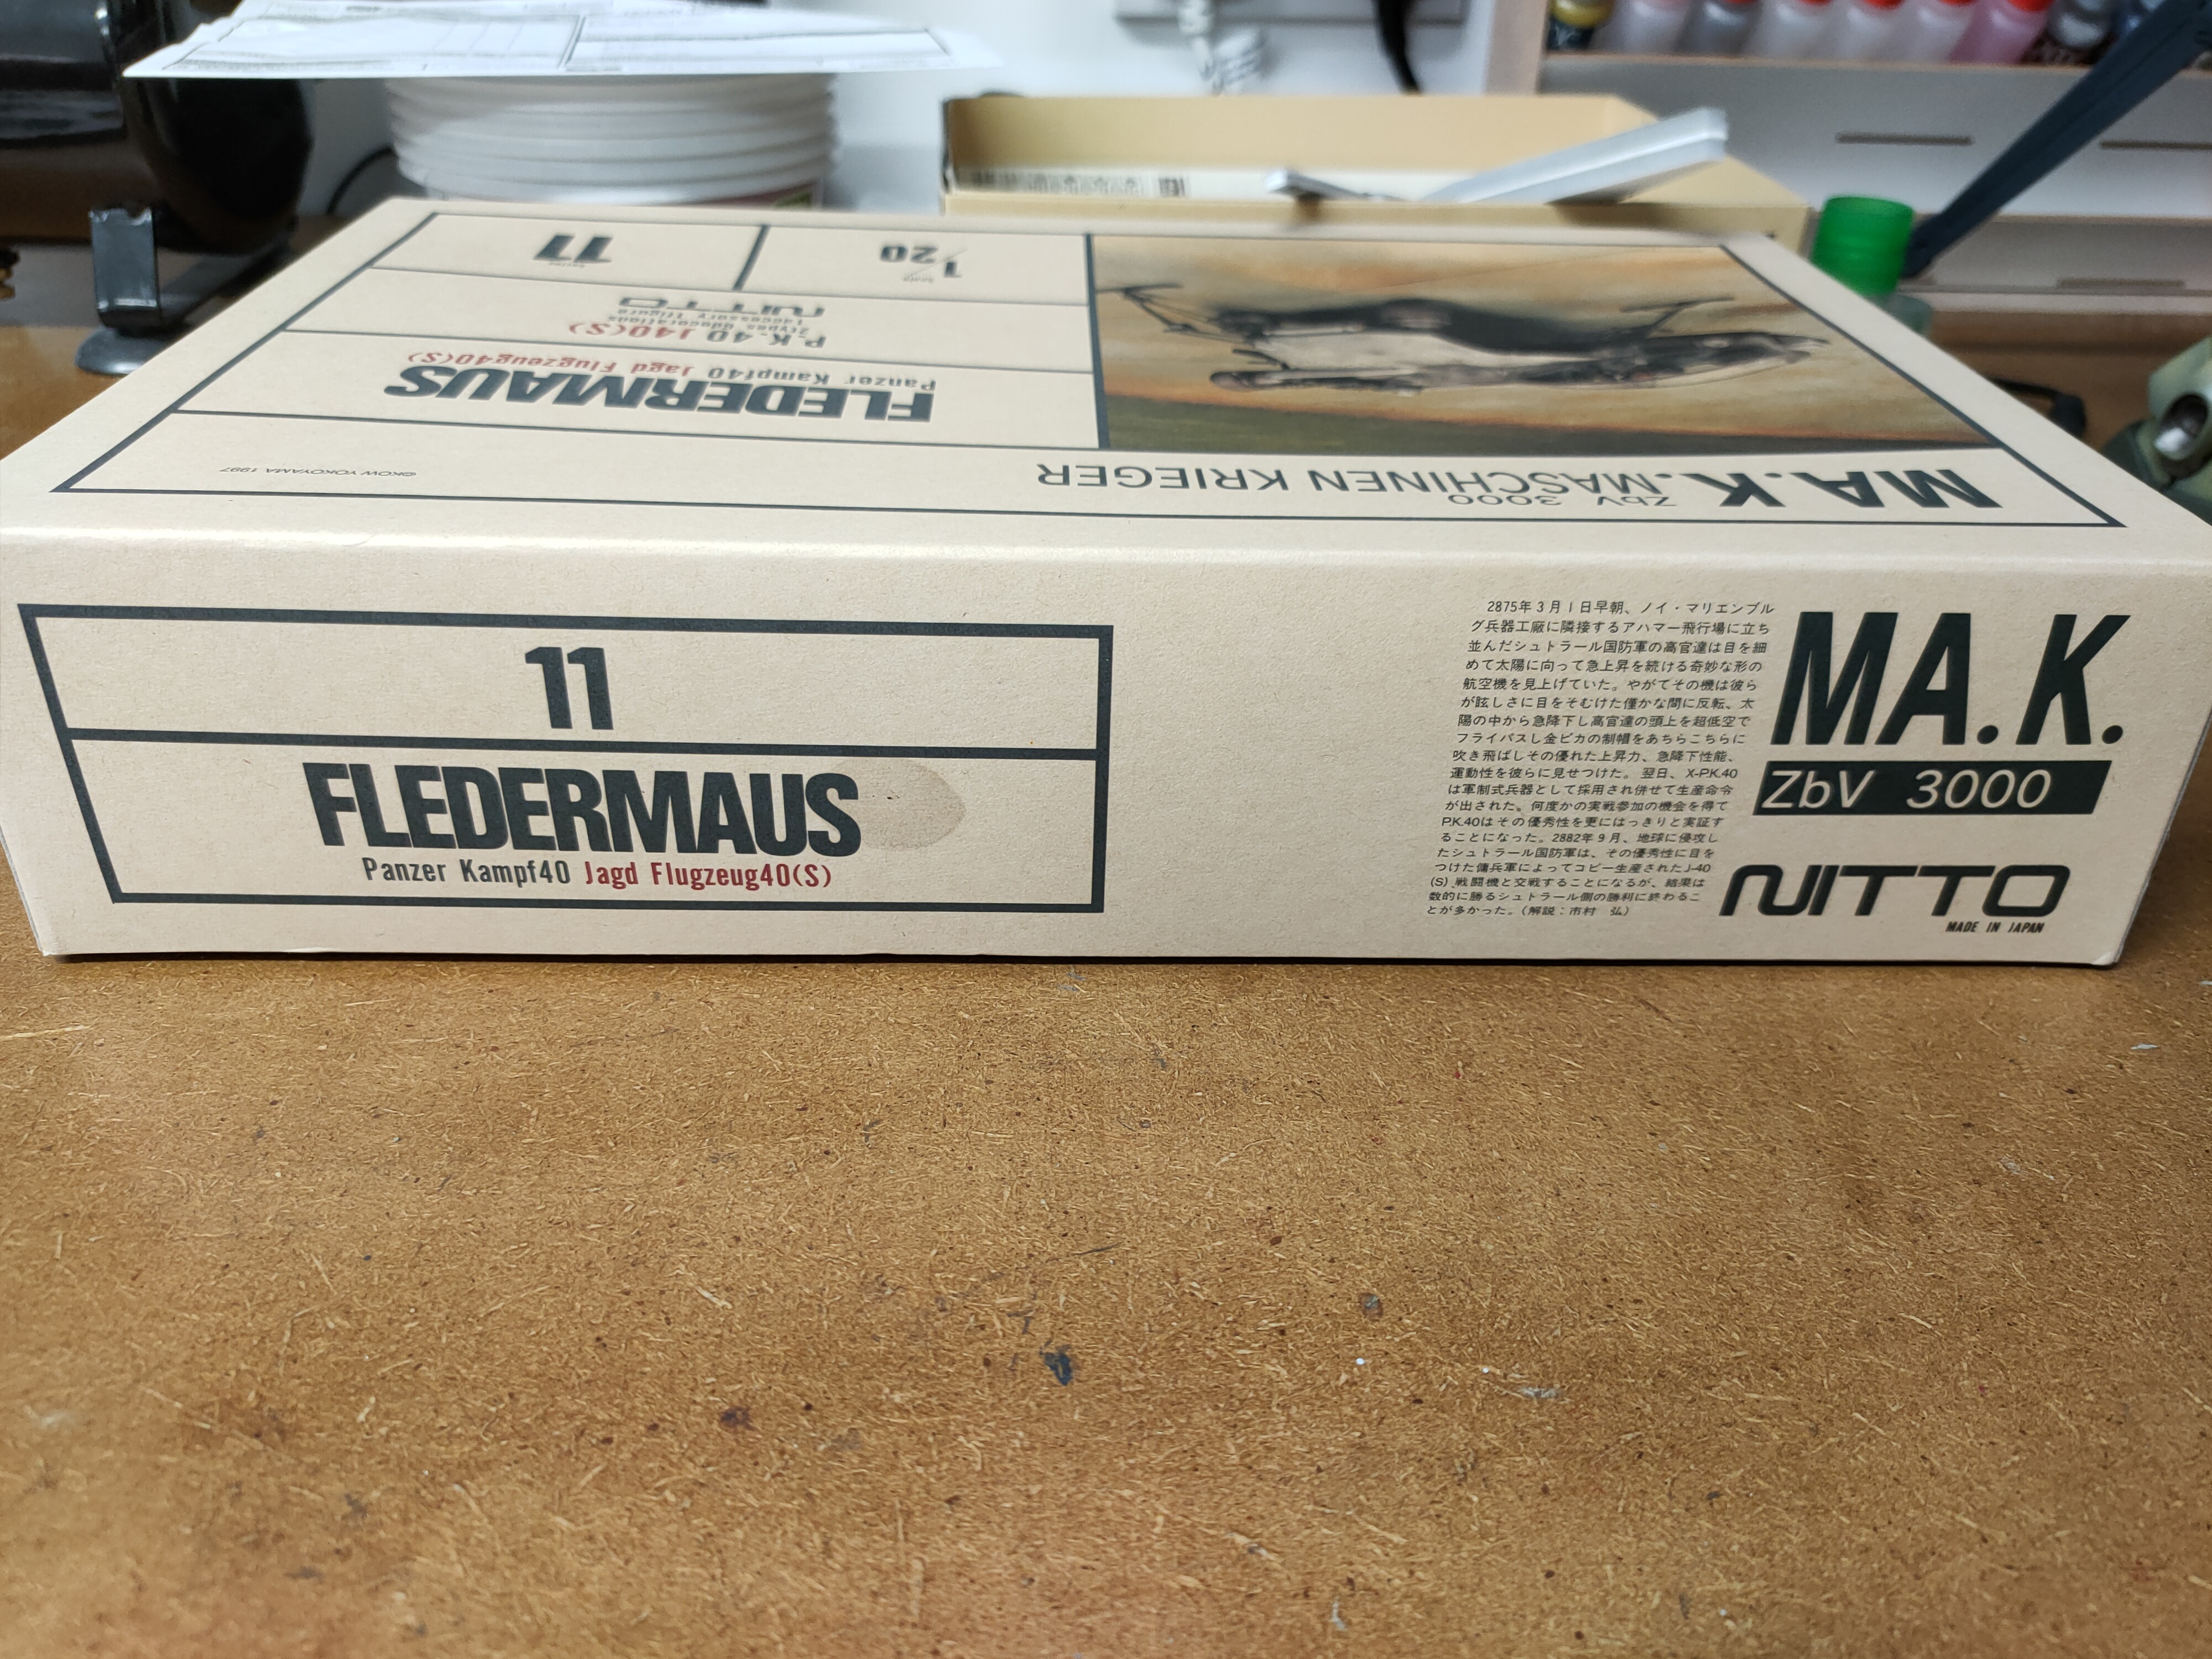 11
Series
1/20
Scale
NITTO
1accessory figure
2types ddecorations
P.K.40 J40(S)
Panzer Kampf40 Jagd Flugzeug40(S)
FLEDERMAUS
©KOW YOKOYAMA 1997
MA.K.MASCHINEN KRIEGER
ZbV 3000
11
FLEDERMAUS
Panzer Kampf40 Jagd Flugzeug40(S)
2875年3月1日早朝、ノイ・マリエンブル
グ兵器工廠に隣接するアハマー飛行場に立ち
並んだシュトラール国防軍の高官達は目を細
めて太陽に向って急上昇を続ける奇妙な形の
航空機を見上げていた。やがてその機は彼ら
が眩しさに目をそむけた僅かな間に反転、太
陽の中から急降下し高官達の頭上を超低空で
フライパスし金ピカの制帽をあちらこちらに
吹き飛ばしその優れた上昇力、急降下性能、
運動性を彼らに見せつけた。翌日、X-P.K.40
は軍制式兵器として採用され併せて生産命令
が出された。何度かの実戦参加の機会を得て
P.K.40はその優秀性を更にはっきりと実証す
ることになった。2882年9月、地球に侵攻し
たシュトラール国防軍は、その優秀性に目を
つけた傭兵軍によってコピー生産されたJ-40
(S)戦闘機と交戦することになるが、結果は
数的に勝るシュトラール側の勝利に終わるこ
とが多かった。（解説：市村　弘）
MA.K.
ZbV 3000
NITTO
MADE IN JAPAN